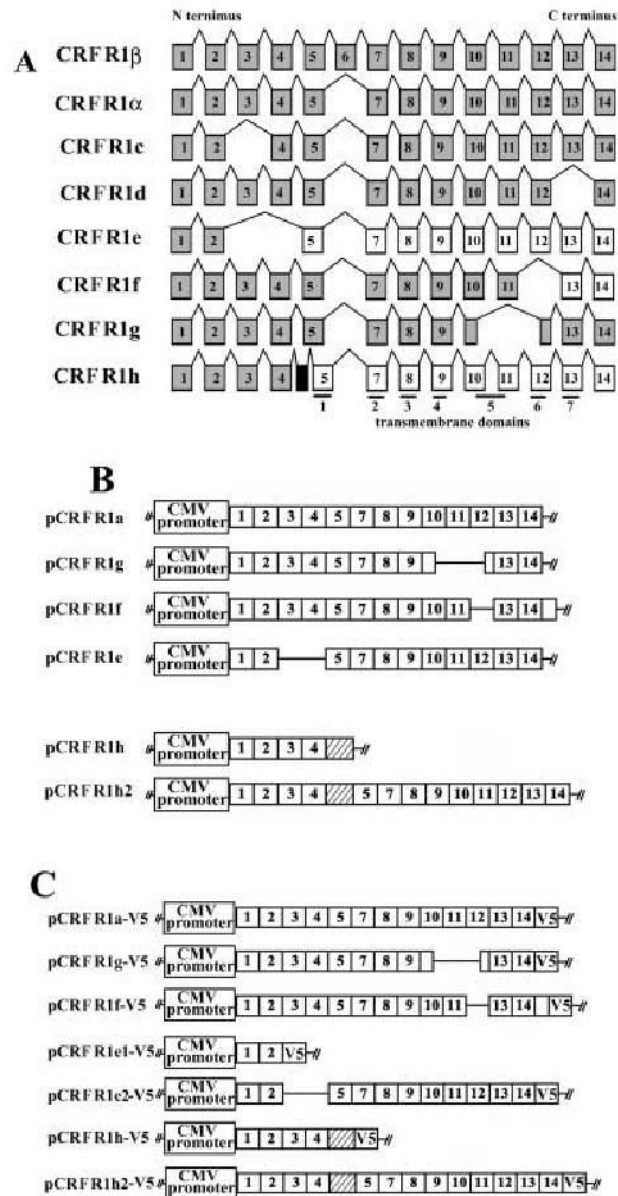 N ternimus C terminus
A
CRFR1β 1 2 3 4 5 6 7 8 9 10 11 12 13 14
CRFR1α 1 2 3 4 5 7 8 9 10 11 12 13 14
CRFR1c 1 2 4 5 7 8 9 10 11 12 13 14
CRFR1d 1 2 3 4 5 7 8 9 10 11 12 14
CRFR1e 1 2 5 7 8 9 10 11 12 13 14
CRFR1f 1 2 3 4 5 7 8 9 10 11 13 14
CRFR1g 1 2 3 4 5 7 8 9 13 14
CRFR1h 1 2 3 4 5 7 8 9 10 11 12 13 14
1 2 3 4 5 6 7
transmembrane domains
B
pCRFR1a CMV promoter 1 2 3 4 5 7 8 9 10 11 12 13 14
pCRFR1g CMV promoter 1 2 3 4 5 7 8 9 13 14
pCRFR1f CMV promoter 1 2 3 4 5 7 8 9 10 11 13 14
pCRFR1e CMV promoter 1 2 5 7 8 9 10 11 12 13 14
pCRFR1h CMV promoter 1 2 3 4
pCRFR1h2 CMV promoter 1 2 3 4 5 7 8 9 10 11 12 13 14
C
pCRFR1a-V5 CMV promoter 1 2 3 4 5 7 8 9 10 11 12 13 14 V5
pCRFR1g-V5 CMV promoter 1 2 3 4 5 7 8 9 13 14 V5
pCRFR1f-V5 CMV promoter 1 2 3 4 5 7 8 9 10 11 13 14 V5
pCRFR1e1-V5 CMV promoter 1 2 V5
pCRFR1c2-V5 CMV promoter 1 2 5 7 8 9 10 11 12 13 14 V5
pCRFR1h-V5 CMV promoter 1 2 3 4 V5
pCRFR1h2-V5 CMV promoter 1 2 3 4 5 7 8 9 10 11 12 13 14 V5